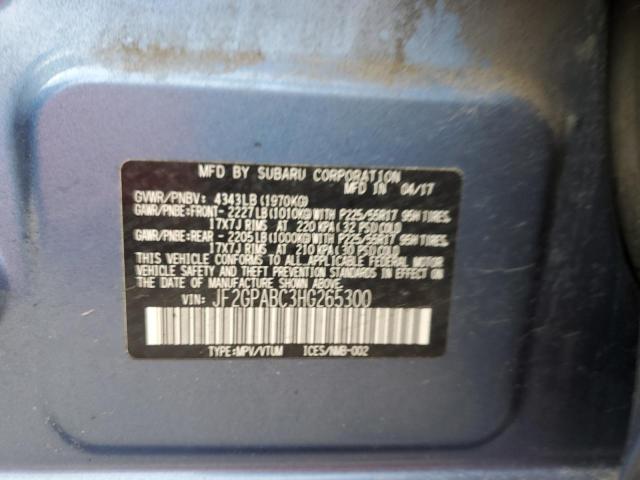 MFD BY SUBARU CORPORATION
MFD IN 04/17
GVWR/PNBV: 4343LB (1970KG)
GAWR/PNBE:FRONT- 2227LB(1010KG)WITH P225/55R17 95H TIRES,
17X7J RIMS AT 220 KPA(32 PSI)COLD
GAWR/PNBE:REAR - 2205LB(1000KG)WITH P225/55R17 95H TIRES,
17X7J RIMS AT 210 KPA(30 PSI)COLD
THIS VEHICLE CONFORMS TO ALL APPLICABLE FEDERAL MOTOR
VEHICLE SAFETY AND BUMPER STANDARDS IN EFFECT ON
THE DATE OF MANUFACTURE SHOWN ABOVE.
VIN: JF2GPABC3HG265300
TYPE:MPV/VTUM ICES/NMB-002